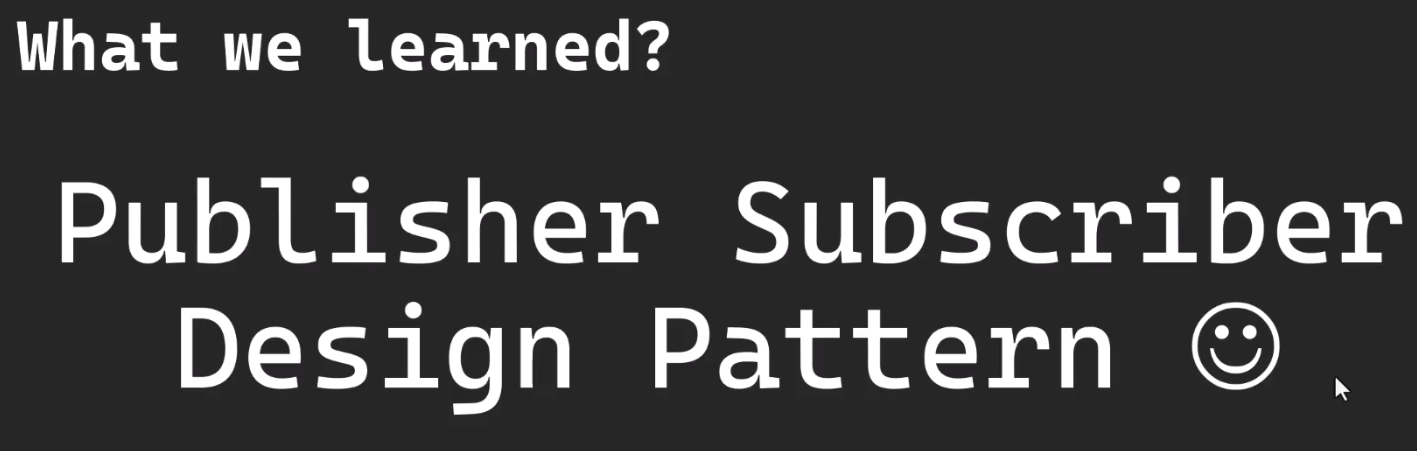 What we learned?
Publisher Subscriber
Design Pattern ☺